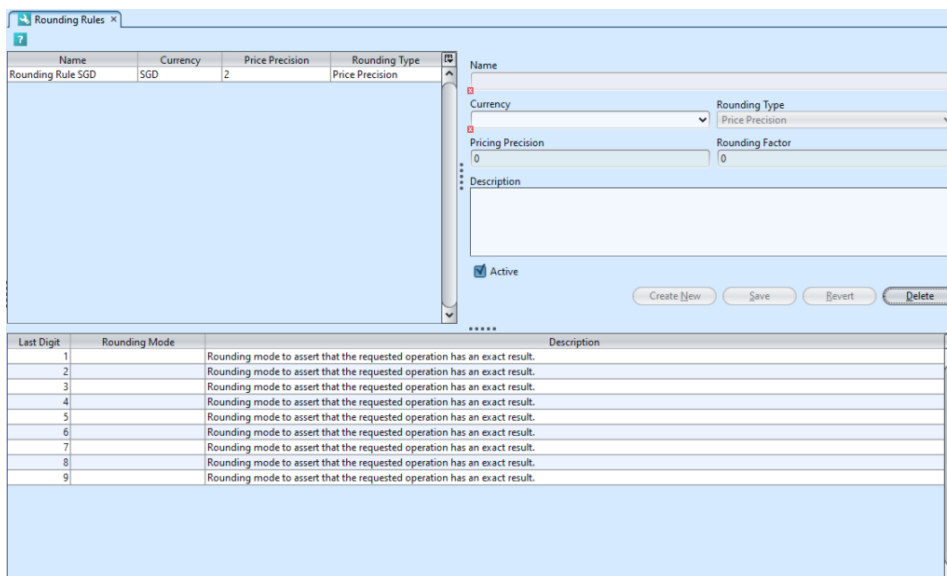 Rounding Rules ×
?
Name Currency Price Precision Rounding Type
Rounding Rule SGD SGD 2 Price Precision
Name
Currency Rounding Type
Price Precision
Pricing Precision Rounding Factor
0 0
Description
Active
Create New Save Revert Delete
Last Digit Rounding Mode Description
1 Rounding mode to assert that the requested operation has an exact result.
2 Rounding mode to assert that the requested operation has an exact result.
3 Rounding mode to assert that the requested operation has an exact result.
4 Rounding mode to assert that the requested operation has an exact result.
5 Rounding mode to assert that the requested operation has an exact result.
6 Rounding mode to assert that the requested operation has an exact result.
7 Rounding mode to assert that the requested operation has an exact result.
8 Rounding mode to assert that the requested operation has an exact result.
9 Rounding mode to assert that the requested operation has an exact result.